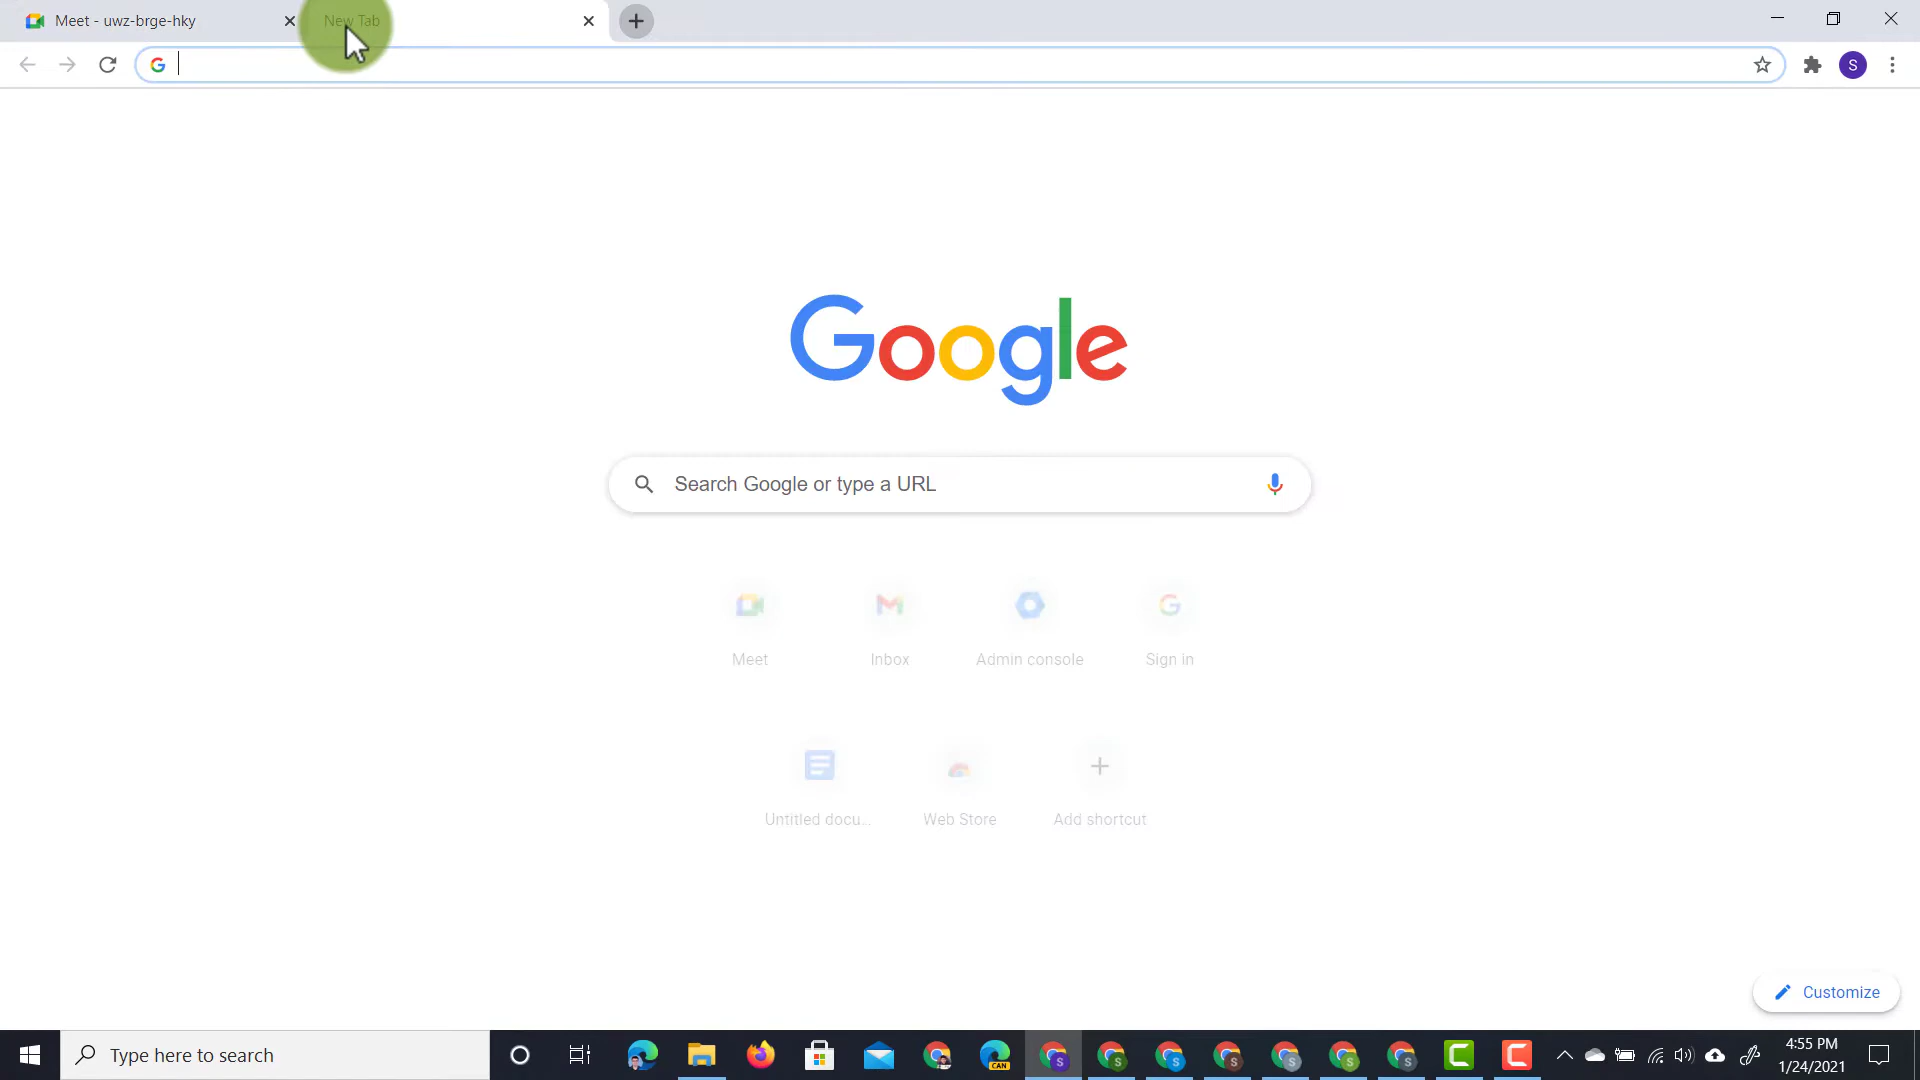 Meet - uwz-brge-hky
New Tab
Google
Search Google or type a URL
Meet
Inbox
Admin console
Sign in
Untitled docu...
Web Store
Add shortcut
Customize
Type here to search
CAN
4:55 PM
1/24/2021